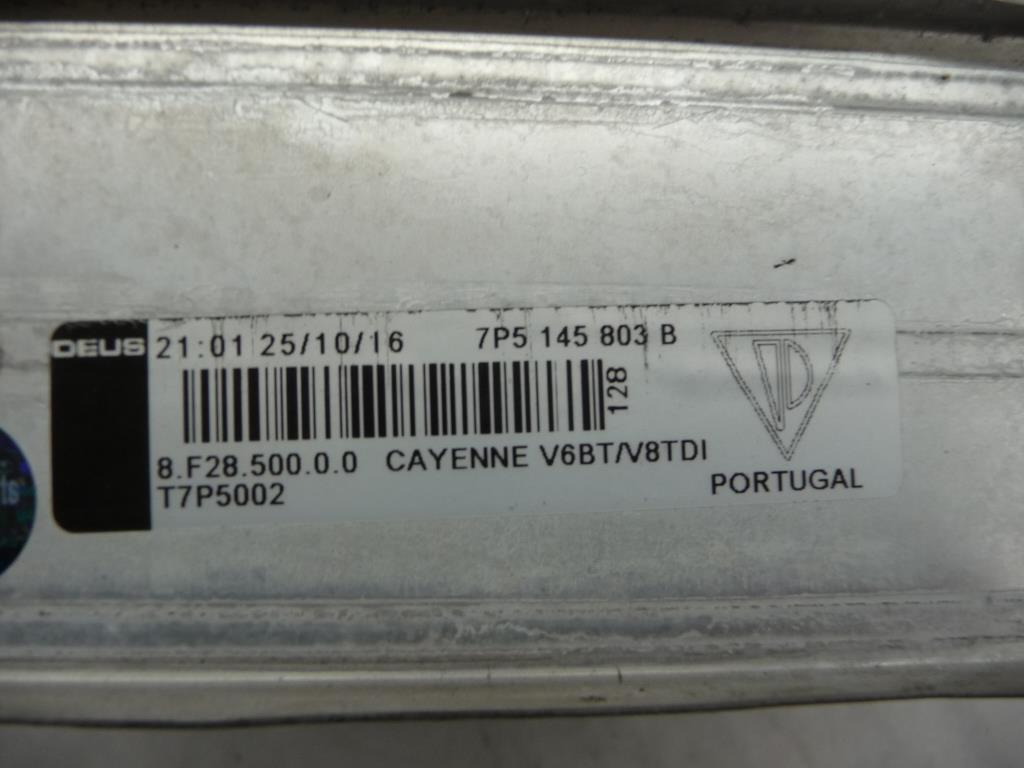 DEUS 21:01 25/10/16 7P5 145 803 B
128
8.F28.500.0.0 CAYENNE V6BT/V8TDI
T7P5002
PORTUGAL